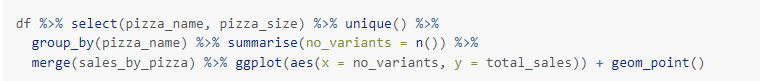 df %>% select(pizza_name, pizza_size) %>% unique() %>%
  group_by(pizza_name) %>% summarise(no_variants = n()) %>%
  merge(sales_by_pizza) %>% ggplot(aes(x = no_variants, y = total_sales)) + geom_point()